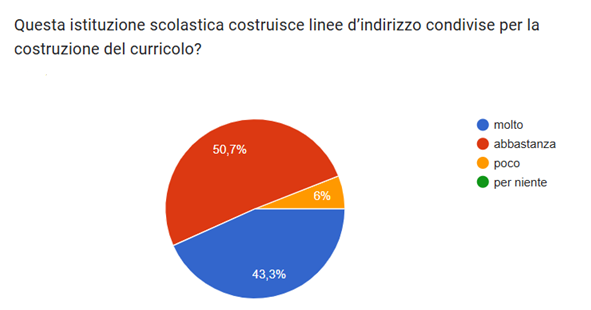 Questa istituzione scolastica costruisce linee d’indirizzo condivise per la
costruzione del curricolo?
molto
abbastanza
poco
per niente
50,7%
6%
43,3%